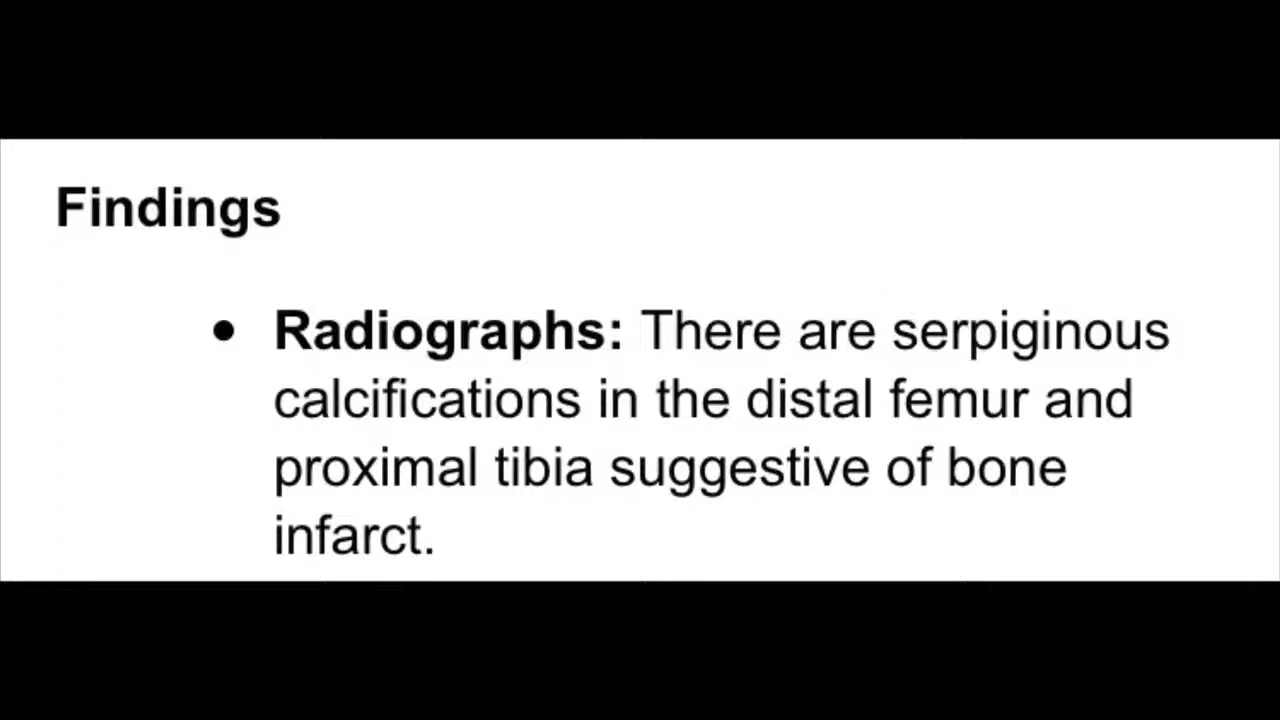 Findings
• Radiographs: There are serpiginous
calcifications in the distal femur and
proximal tibia suggestive of bone
infarct.